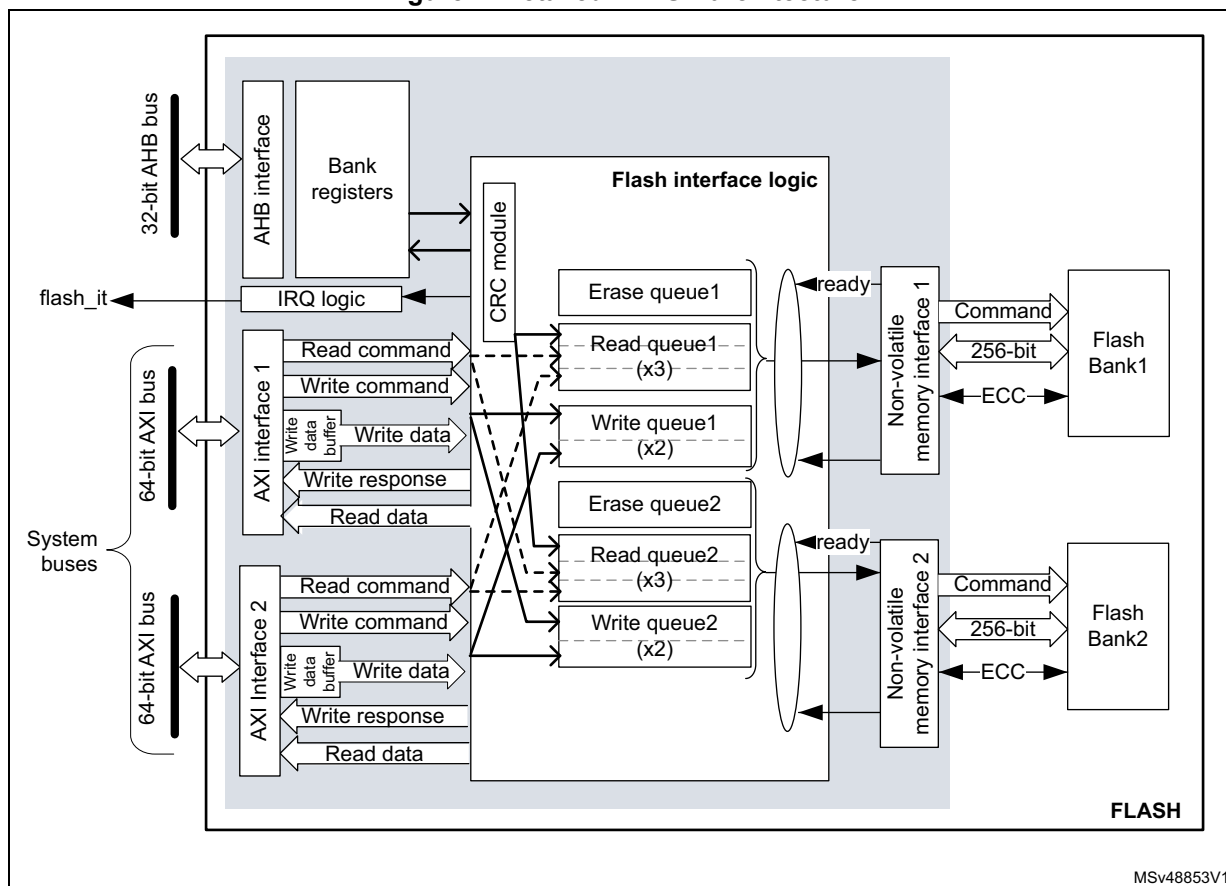 32-bit AHB bus
AHB interface
Bank
registers
Flash interface logic
CRC module
flash_it
IRQ logic
Erase queue1
ready
Read command
Read queue1
(x3)
Write command
64-bit AXI bus
AXI interface 1
Write
data
buffer
Write data
Write queue1
(x2)
Write response
Read data
Non-volatile
memory interface 1
Command
256-bit
ECC
Flash
Bank1
System
buses
Erase queue2
ready
Read command
Read queue2
(x3)
Write command
64-bit AXI bus
AXI Interface 2
Write
data
buffer
Write data
Write queue2
(x2)
Write response
Read data
Non-volatile
memory interface 2
Command
256-bit
ECC
Flash
Bank2
FLASH
MSv48853V1